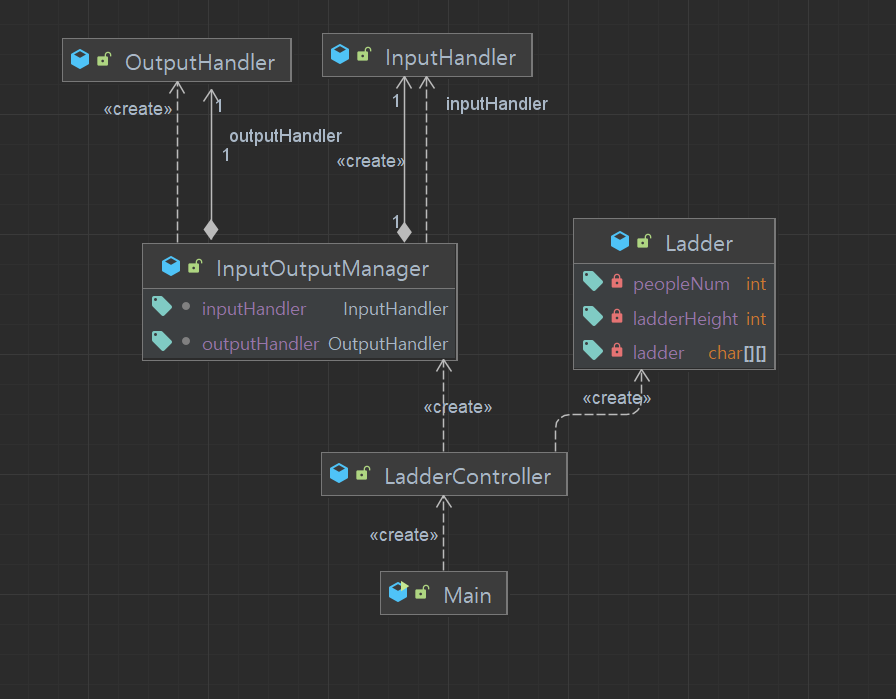 OutputHandler
InputHandler
«create»
1
1
inputHandler
outputHandler
1
«create»
1
InputOutputManager
inputHandler InputHandler
outputHandler OutputHandler
Ladder
peopleNum int
ladderHeight int
ladder char[][]
«create»
«create»
LadderController
«create»
Main